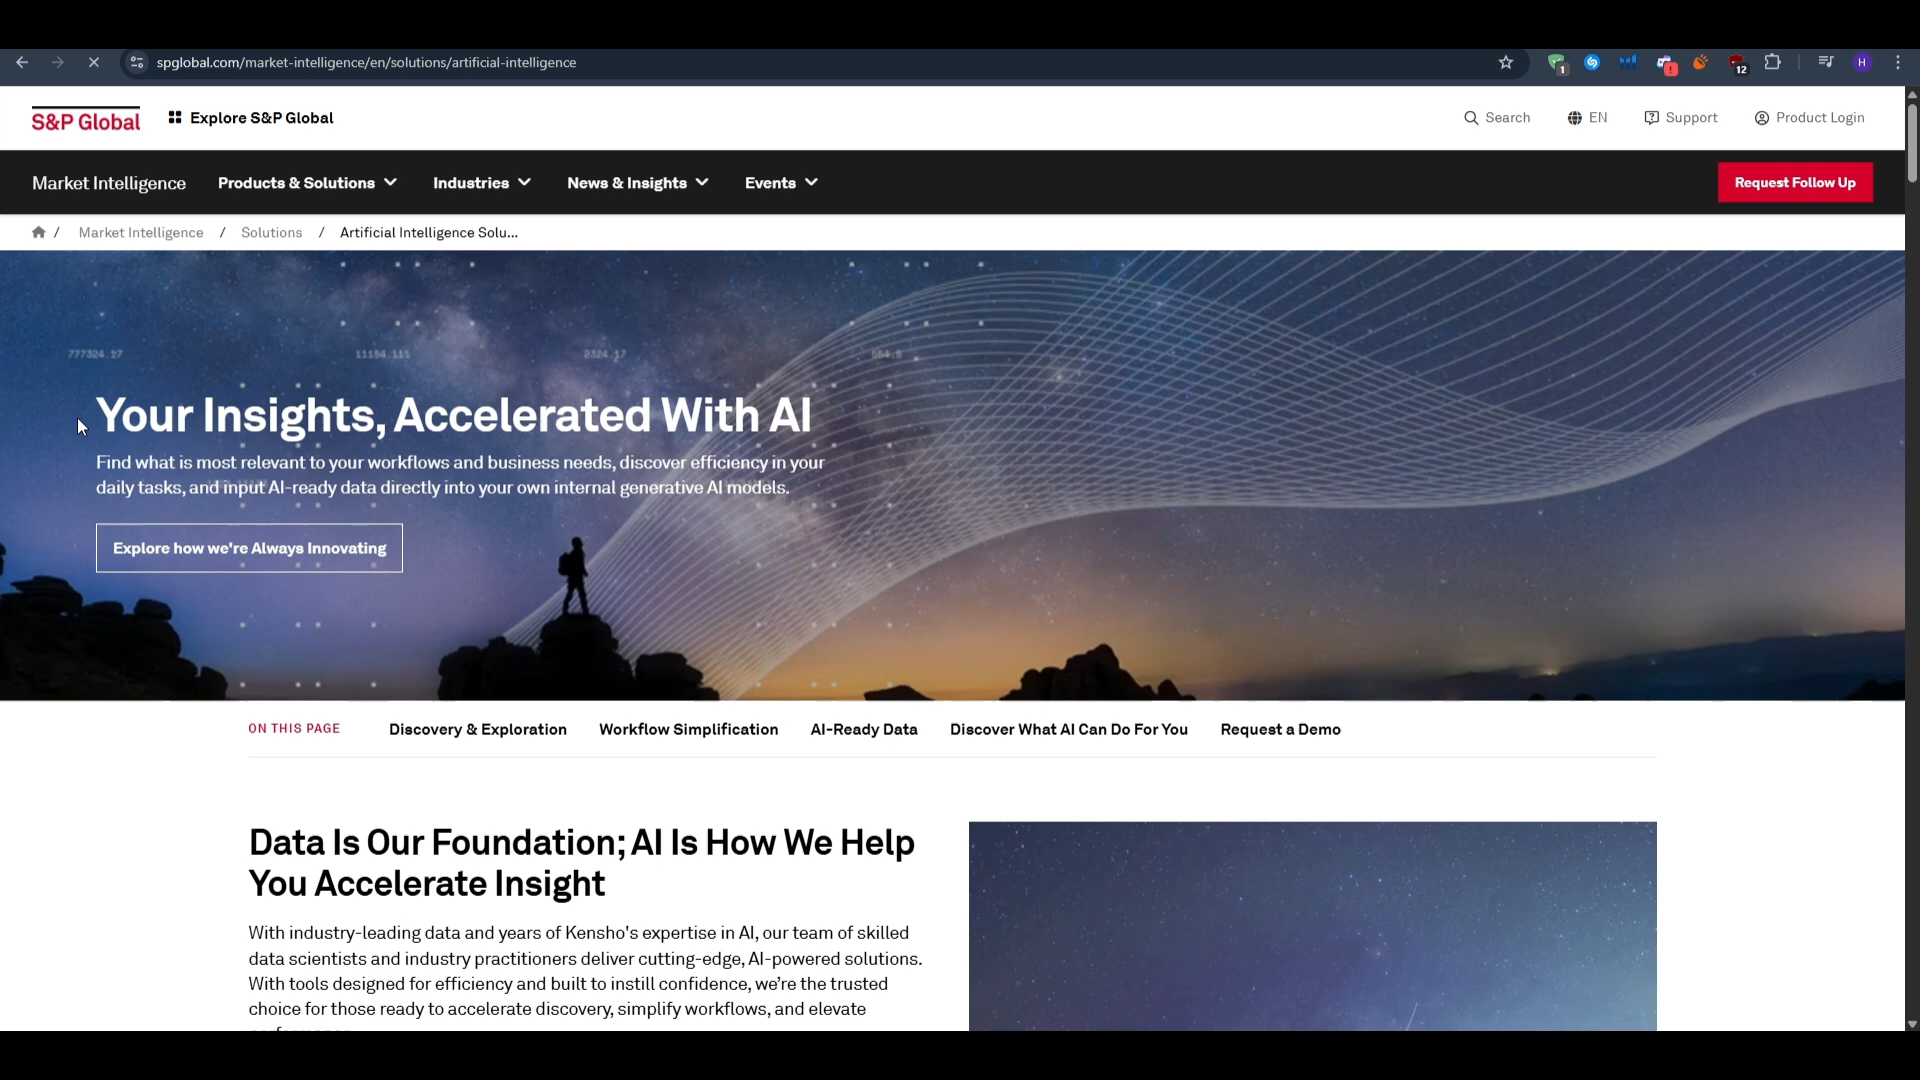 spglobal.com/market-intelligence/en/solutions/artificial-intelligence
1
!
12
H
S&P Global
Explore S&P Global
Search
EN
Support
Product Login
Market Intelligence
Products & Solutions
Industries
News & Insights
Events
Request Follow Up
/ Market Intelligence / Solutions / Artificial Intelligence Solu...
777324.27
11154.111
2324.17
Your Insights, Accelerated With AI
Find what is most relevant to your workflows and business needs, discover efficiency in your
daily tasks, and input AI-ready data directly into your own internal generative AI models.
Explore how we're Always Innovating
ON THIS PAGE
Discovery & Exploration
Workflow Simplification
AI-Ready Data
Discover What AI Can Do For You
Request a Demo
Data Is Our Foundation; AI Is How We Help
You Accelerate Insight
With industry-leading data and years of Kensho's expertise in AI, our team of skilled
data scientists and industry practitioners deliver cutting-edge, AI-powered solutions.
With tools designed for efficiency and built to instill confidence, we’re the trusted
choice for those ready to accelerate discovery, simplify workflows, and elevate